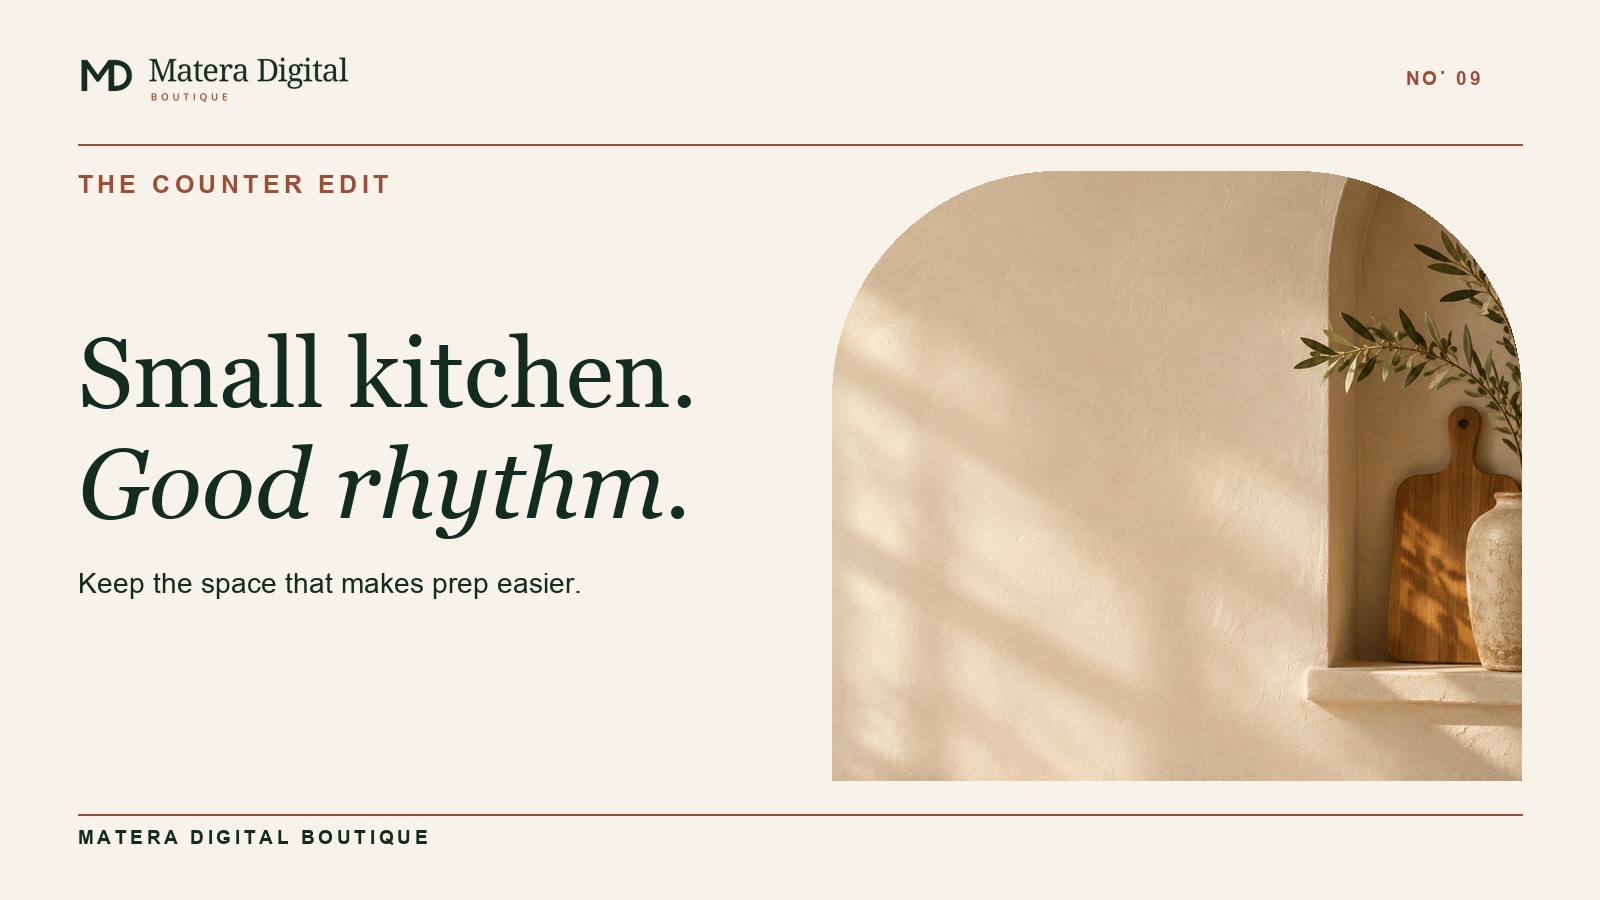 MD Matera Digital
BOUTIQUE
NO˙ 09
THE COUNTER EDIT
Small kitchen.
Good rhythm.
Keep the space that makes prep easier.
MATERA DIGITAL BOUTIQUE